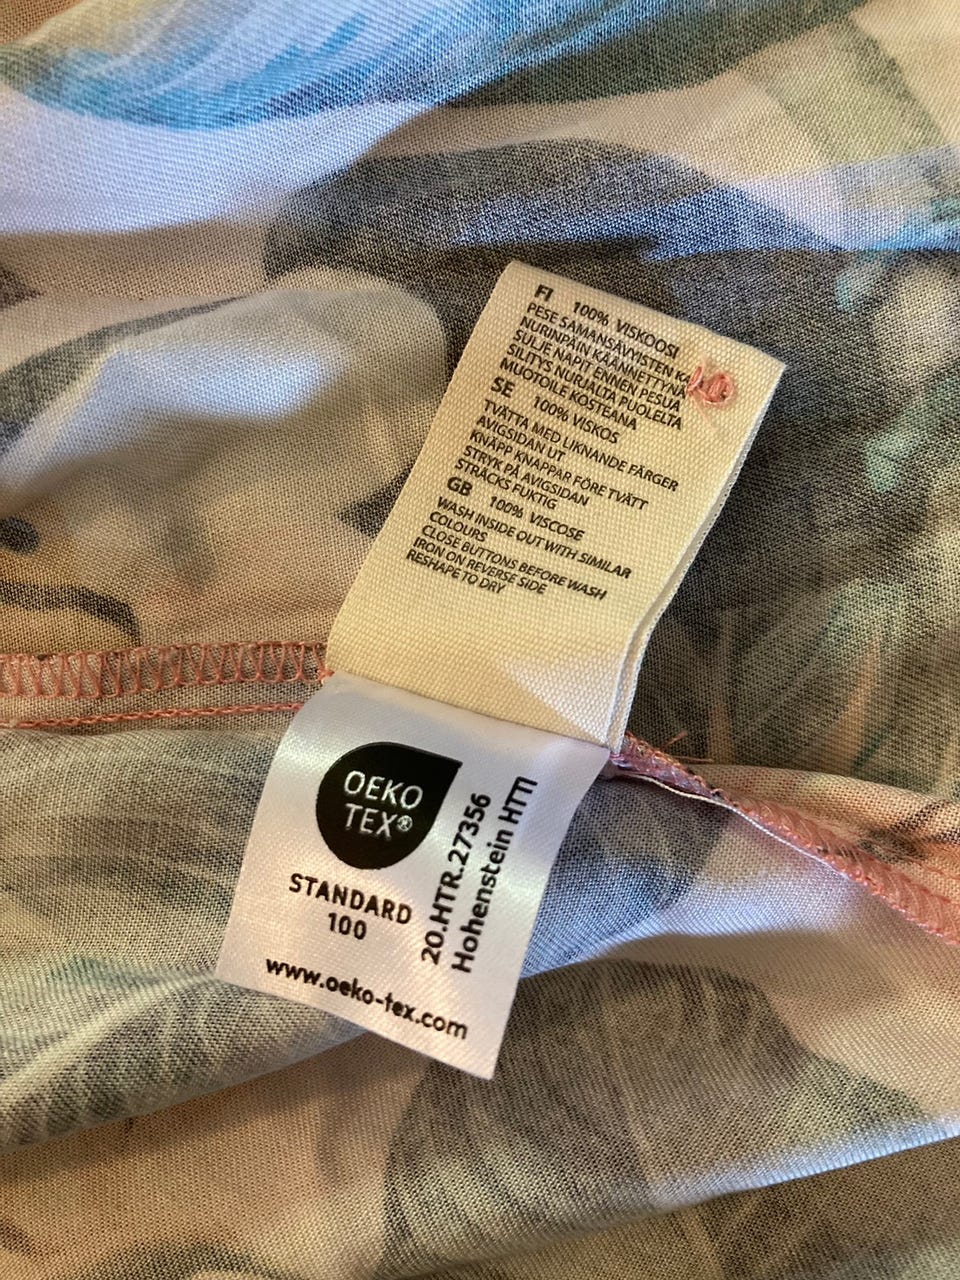 FI 100% VISKOOSI
PESE SAMANSÄVYISTEN
NURINPÄIN KÄÄNNETTYNÄ
SULJE NAPIT ENNEN PESUA
SILITYS NURJALTA PUOLELTA
MUOTOILE KOSTEANA
SE 100% VISKOS
TVÄTTA MED LIKNANDE FÄRGER
AVIGSIDAN UT
KNÄPP KNAPPAR FÖRE TVÄTT
STRYK PÅ AVIGSIDAN
STRÄCKS FUKTIG
GB 100% VISCOSE
WASH INSIDE OUT WITH SIMILAR
COLOURS
CLOSE BUTTONS BEFORE WASH
IRON ON REVERSE SIDE
RESHAPE TO DRY
OEKO
TEX®
STANDARD
100
20.HTR.27356
Hohenstein HTTI
www.oeko-tex.com